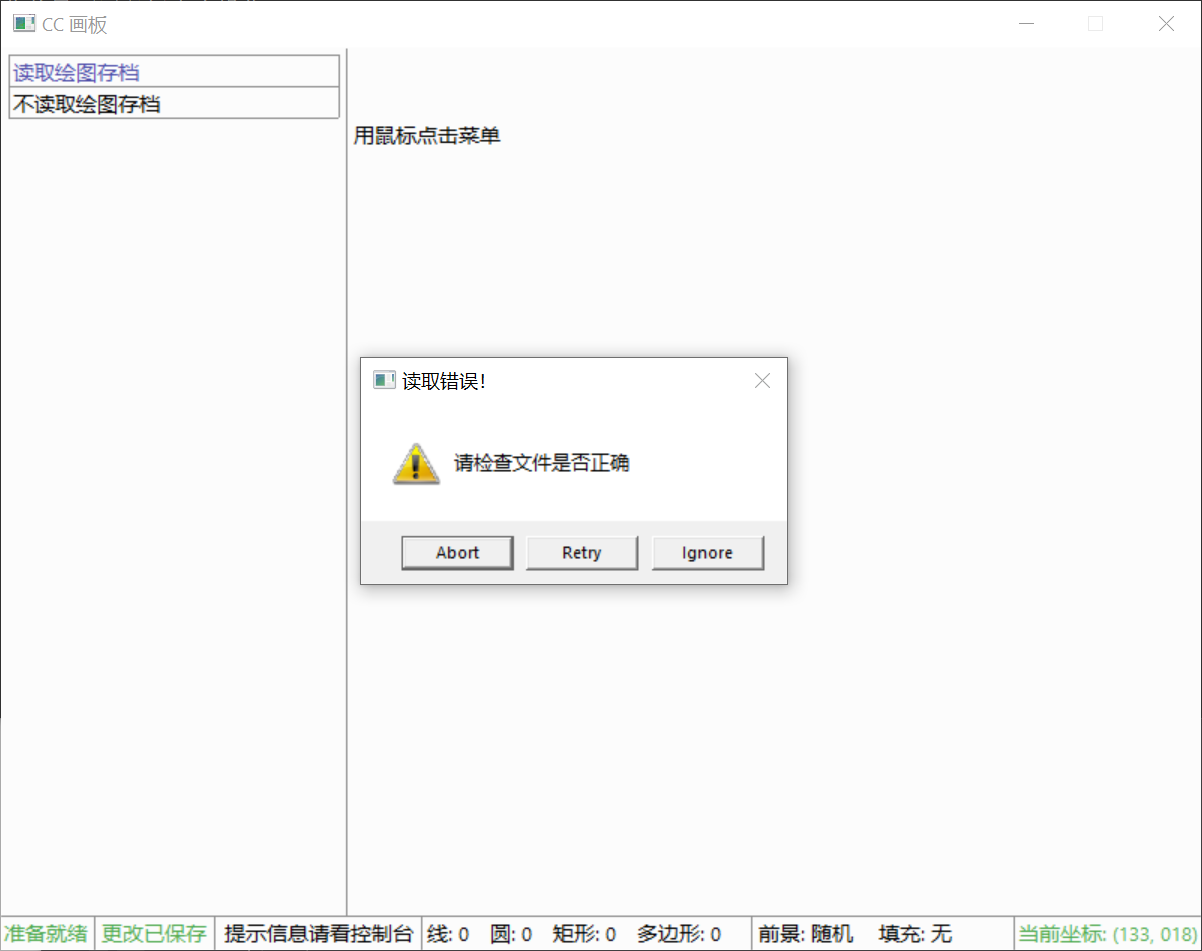 CC 画板
读取绘图存档
不读取绘图存档
用鼠标点击菜单
读取错误!
请检查文件是否正确
Abort Retry Ignore
准备就绪 更改已保存 提示信息请看控制台 线: 0 圆: 0 矩形: 0 多边形: 0 前景: 随机 填充: 无 当前坐标: (133, 018)